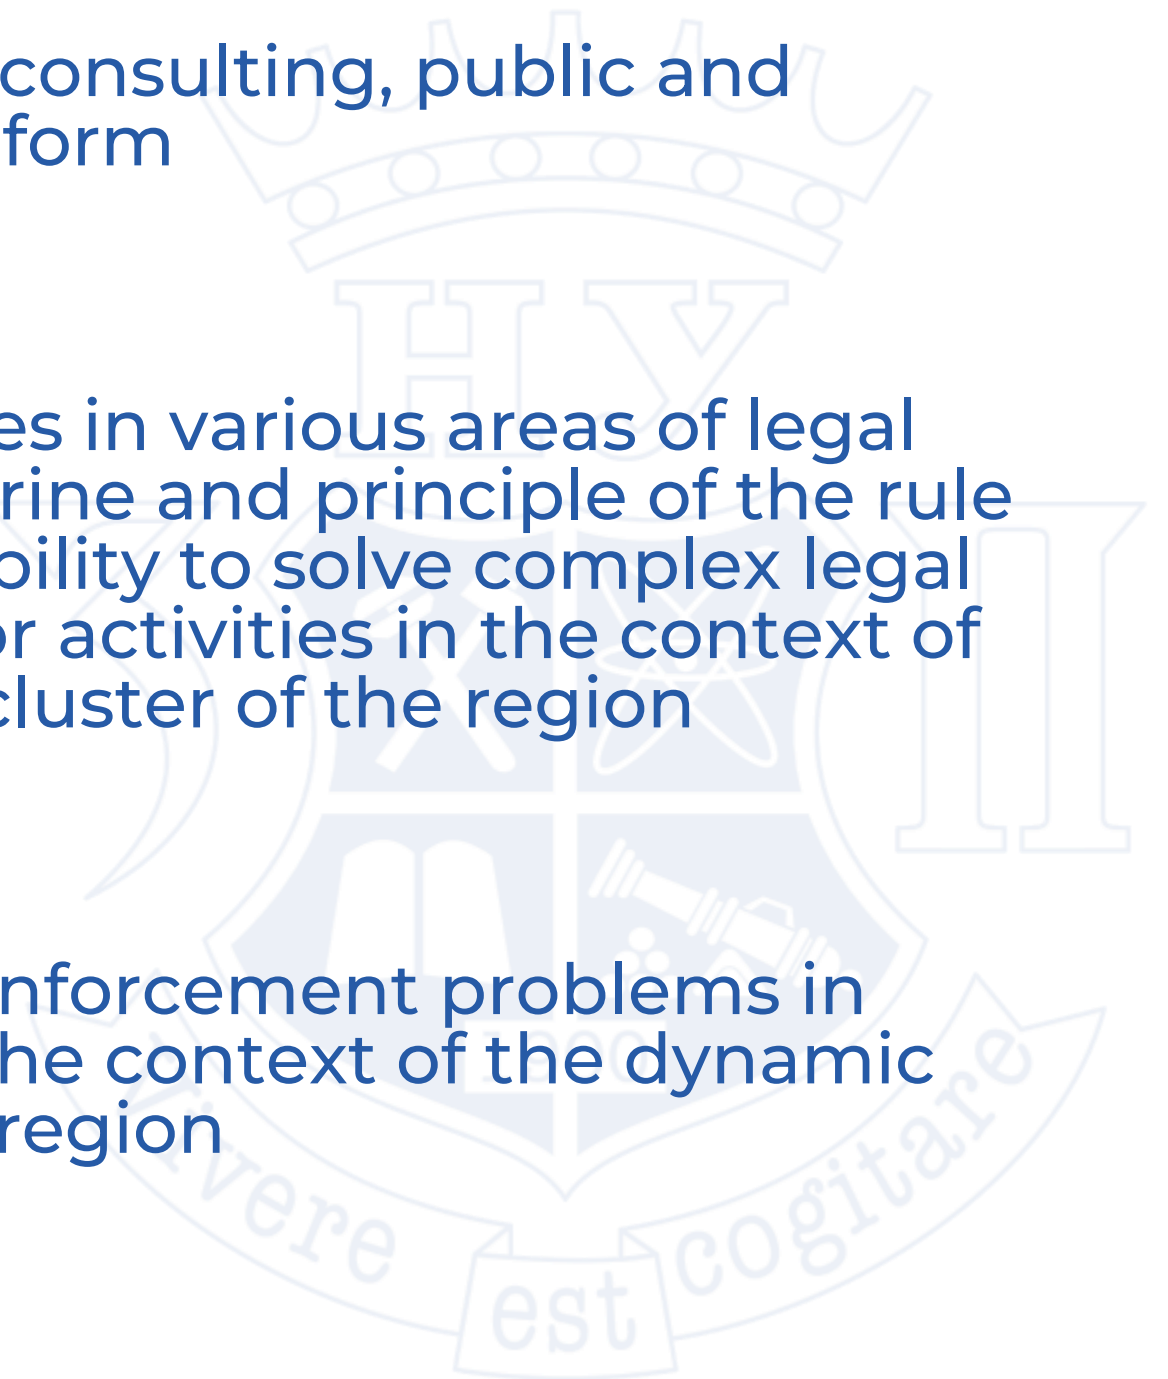 consulting, public and
form
es in various areas of legal
rine and principle of the rule
bility to solve complex legal
or activities in the context of
cluster of the region
nforcement problems in
he context of the dynamic
region
НУ
П
Vivere est cogitare